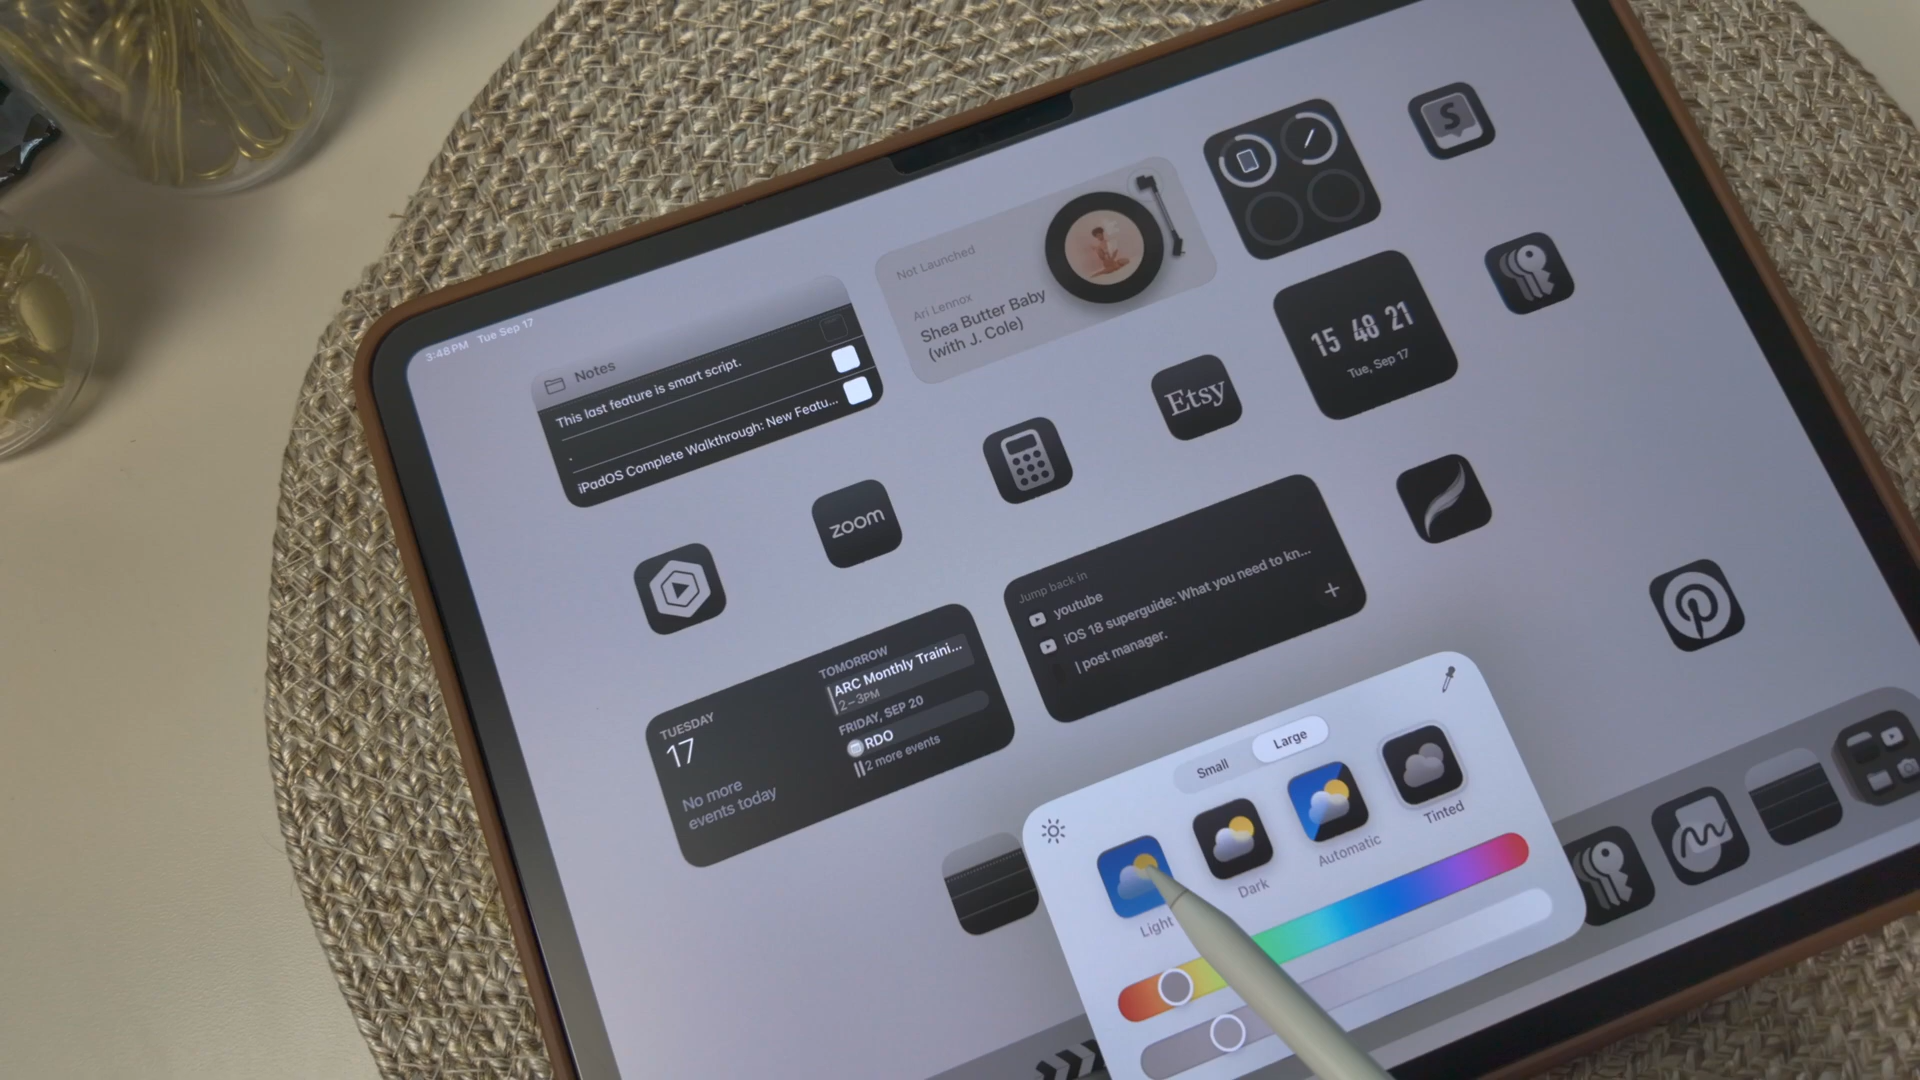 3:48 PM Tue Sep 17
Notes
This last feature is smart script.
.
iPadOS Complete Walkthrough: New Featu...
Not Launched
Ari Lennox
Shea Butter Baby
(with J. Cole)
S
15 48 21
Tue, Sep 17
Etsy
zoom
Jump back in
youtube
iOS 18 superguide: What you need to kn...
| post manager.
TUESDAY
17
No more
events today
TOMORROW
ARC Monthly Traini...
2–3PM
FRIDAY, SEP 20
RDO
2 more events
Small
Large
Light
Dark
Automatic
Tinted